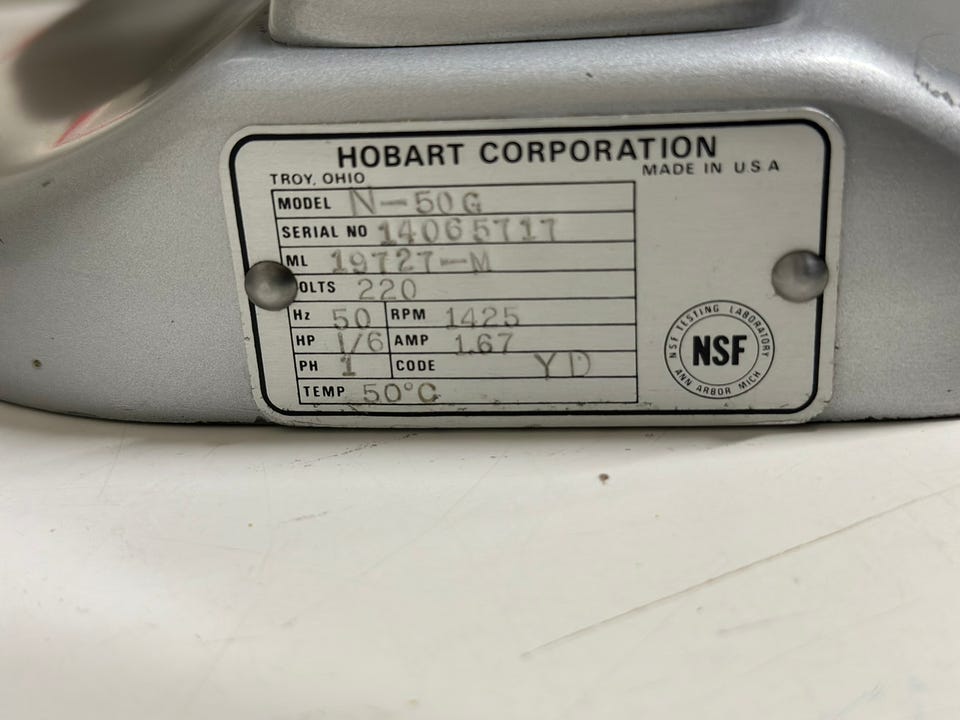 HOBART CORPORATION
TROY, OHIO
MADE IN U.S.A
MODEL N-50G
SERIAL NO 14065717
ML 19727-M
OLTS 220
Hz 50 RPM 1425
HP 1/6 AMP 1.67
PH 1 CODE YD
TEMP 50°C
NSF TESTING LABORATORY
NSF
ANN ARBOR MICH